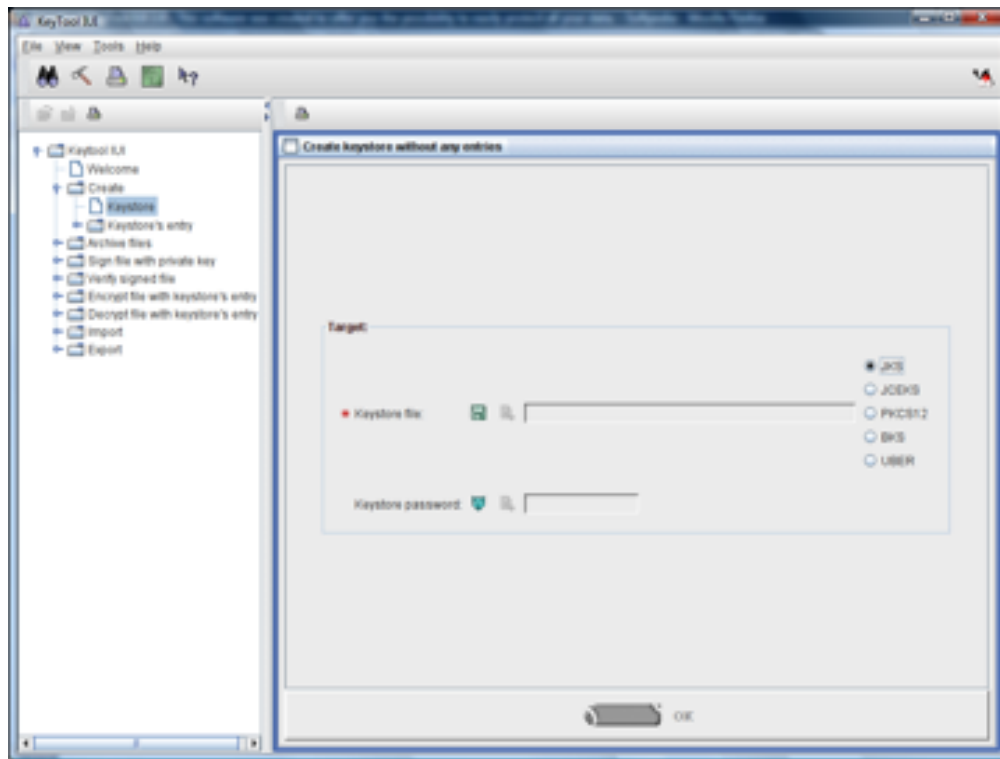 KeyTool IUI
File View Tools Help
Keytool IUI
Welcome
Create
Keystore
Keystore's entry
Archive files
Sign file with private key
Verify signed file
Encrypt file with keystore's entry
Decrypt file with keystore's entry
Import
Export
Create keystore without any entries
Target:
JKS
JCEKS
Keystore file:
PKCS12
BKS
UBER
Keystore password:
OK